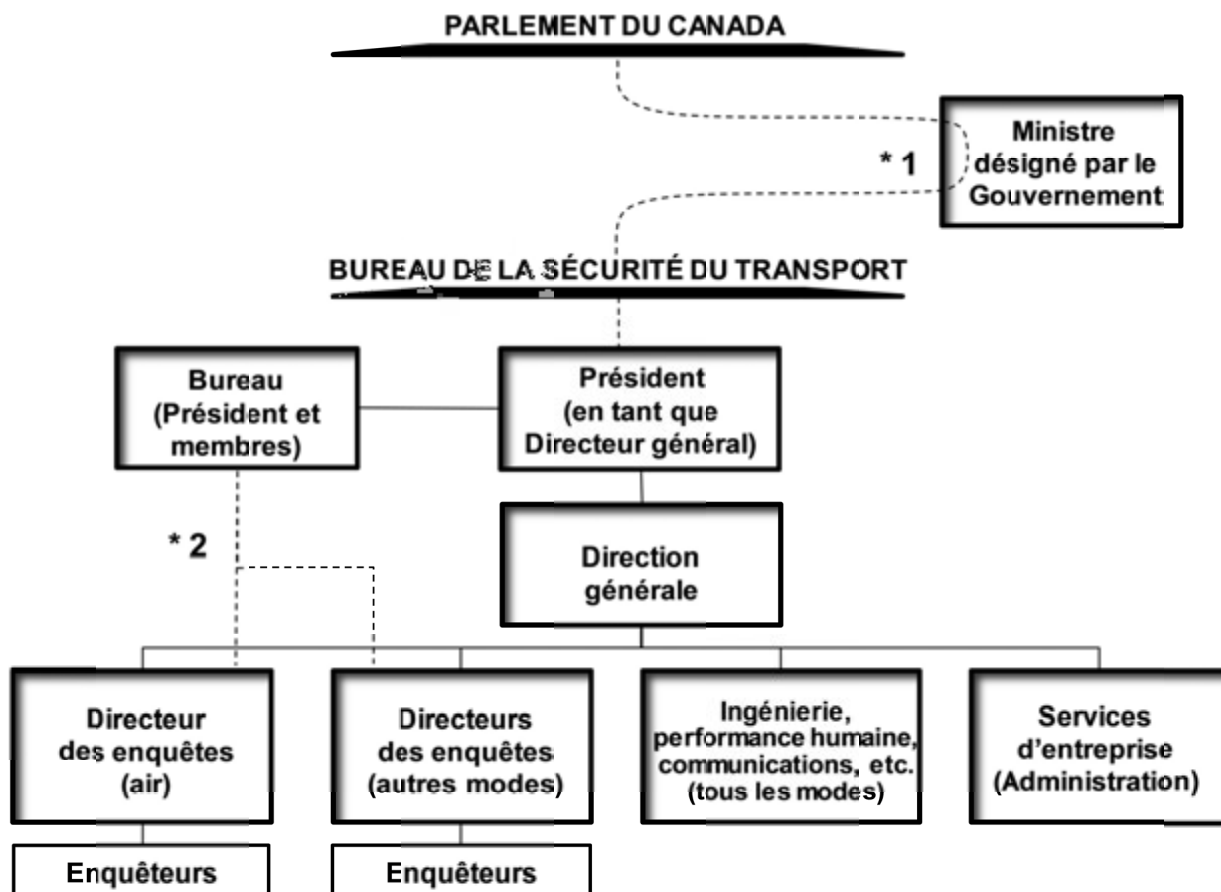 PARLEMENT DU CANADA
Ministre
désigné par le
Gouvernement
* 1
BUREAU DE LA SÉCURITÉ DU TRANSPORT
Bureau
(Président et
membres)
Président
(en tant que
Directeur général)
* 2
Direction
générale
Directeur
des enquêtes
(air)
Directeurs
des enquêtes
(autres modes)
Ingénierie,
performance humaine,
communications, etc.
(tous les modes)
Services
d'entreprise
(Administration)
Enquêteurs
Enquêteurs